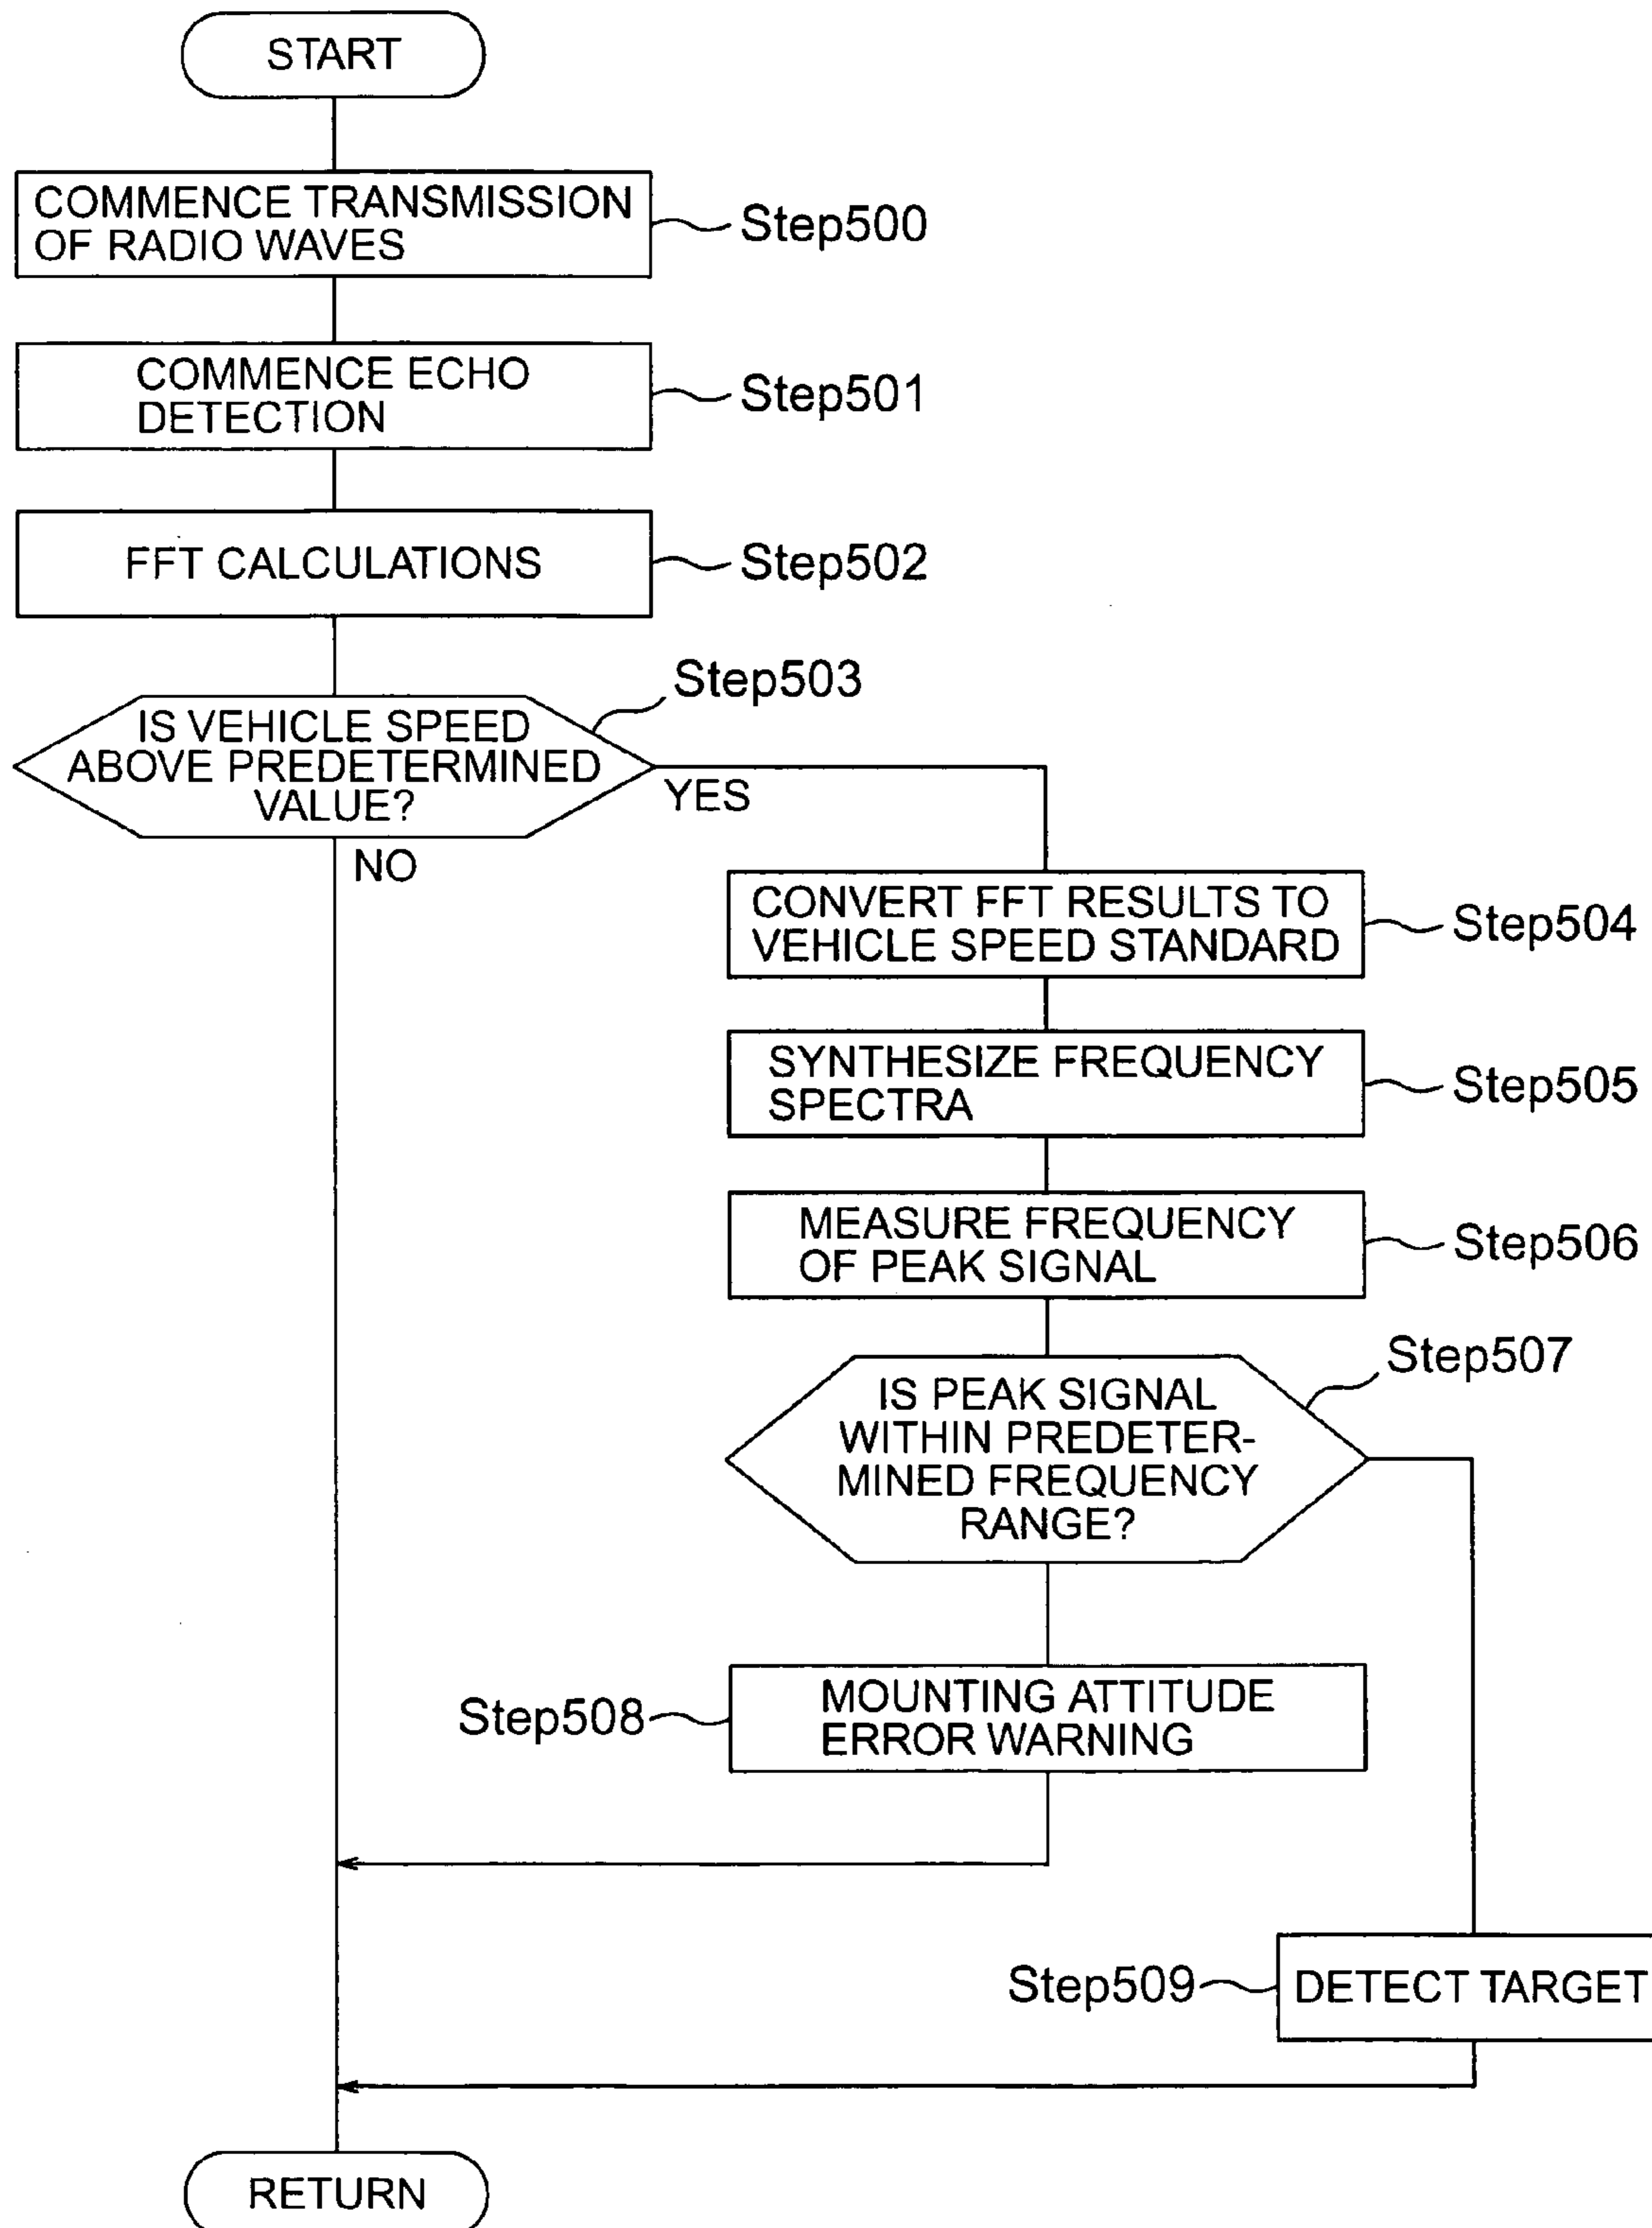 START
COMMENCE TRANSMISSION
OF RADIO WAVES
Step500
COMMENCE ECHO
DETECTION
Step501
FFT CALCULATIONS
Step502
Step503
IS VEHICLE SPEED
ABOVE PREDETERMINED
VALUE?
YES
NO
CONVERT FFT RESULTS TO
VEHICLE SPEED STANDARD
Step504
SYNTHESIZE FREQUENCY
SPECTRA
Step505
MEASURE FREQUENCY
OF PEAK SIGNAL
Step506
Step507
IS PEAK SIGNAL
WITHIN PREDETER-
MINED FREQUENCY
RANGE?
Step508
MOUNTING ATTITUDE
ERROR WARNING
Step509
DETECT TARGET
RETURN